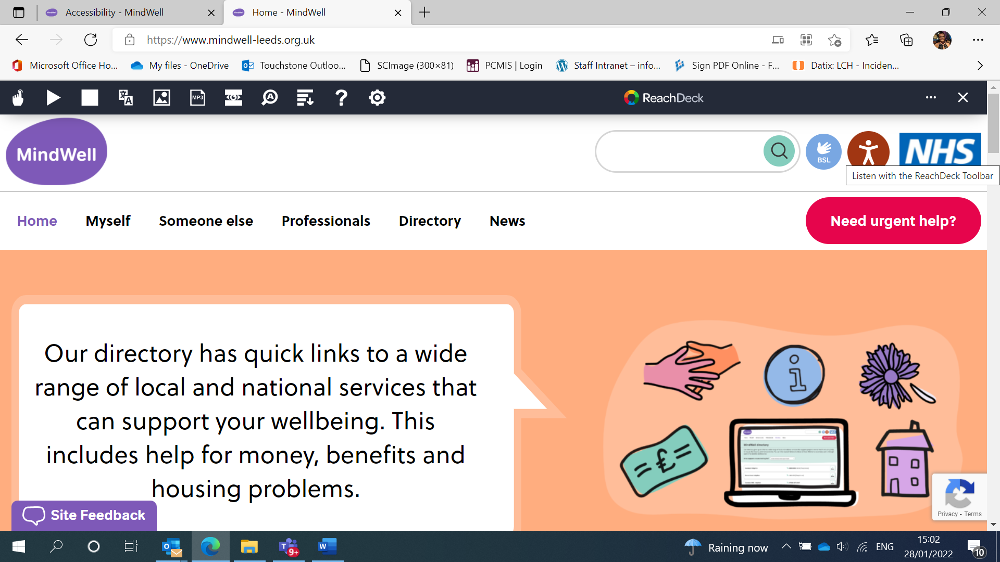 Accessibility - MindWell
Home - MindWell
https://www.mindwell-leeds.org.uk
Microsoft Office Ho...
My files - OneDrive
Touchstone Outloo...
SCImage (300×81)
PCMIS | Login
Staff Intranet – info...
Sign PDF Online - F...
Datix: LCH - Inciden...
MP3
ReachDeck
MindWell
BSL
NHS
Listen with the ReachDeck Toolbar
Home
Myself
Someone else
Professionals
Directory
News
Need urgent help?
Our directory has quick links to a wide
range of local and national services that
can support your wellbeing. This
includes help for money, benefits and
housing problems.
MindWell directory
Site Feedback
Privacy - Terms
Raining now
ENG
15:02
28/01/2022
9+
10